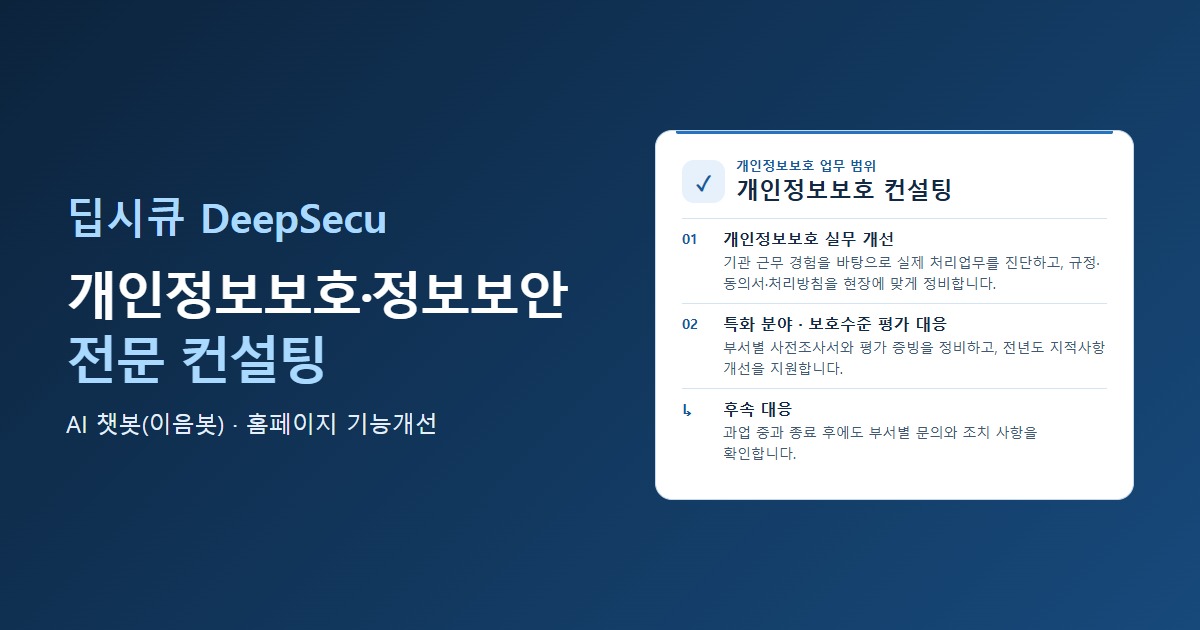 딥시큐 DeepSecu
개인정보보호·정보보안
전문 컨설팅
AI 챗봇(이음봇) · 홈페이지 기능개선
✓
개인정보보호 업무 범위
개인정보보호 컨설팅
01
개인정보보호 실무 개선
기관 근무 경험을 바탕으로 실제 처리업무를 진단하고, 규정·
동의서·처리방침을 현장에 맞게 정비합니다.
02
특화 분야 · 보호수준 평가 대응
부서별 사전조사서와 평가 증빙을 정비하고, 전년도 지적사항
개선을 지원합니다.
↳
후속 대응
과업 중과 종료 후에도 부서별 문의와 조치 사항을
확인합니다.